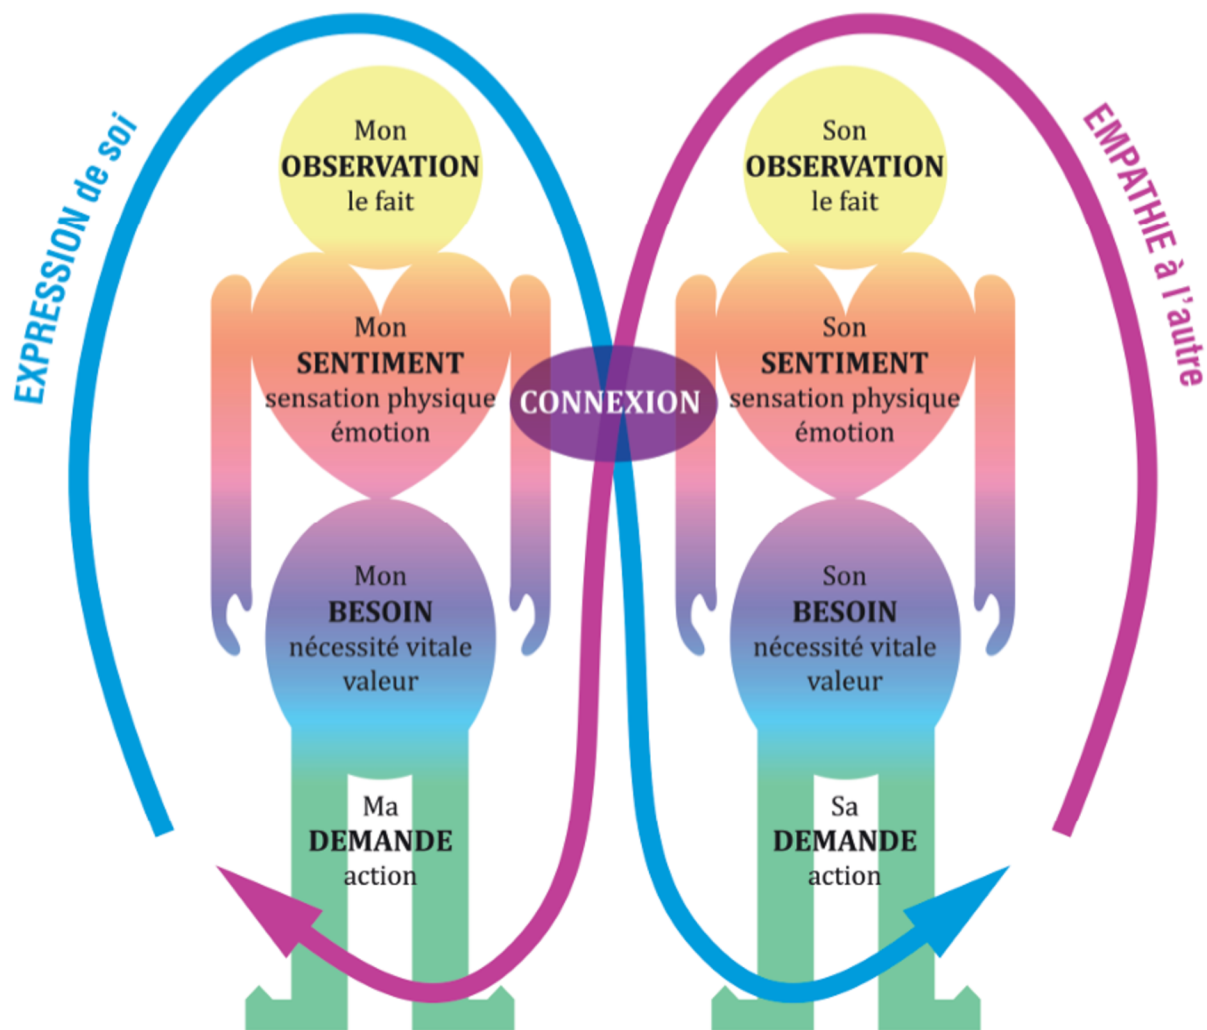 EXPRESSION de soi
Mon
OBSERVATION
le fait
Mon
SENTIMENT
sensation physique
émotion
Mon
BESOIN
nécessité vitale
valeur
Ma
DEMANDE
action
CONNEXION
Son
OBSERVATION
le fait
Son
SENTIMENT
sensation physique
émotion
Son
BESOIN
nécessité vitale
valeur
Sa
DEMANDE
action
EMPATHIE à l'autre